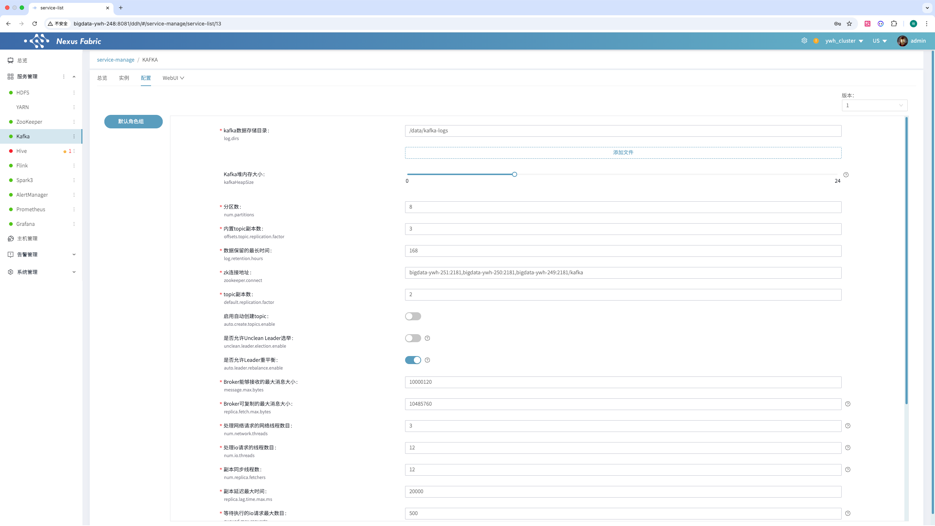 service-list
不安全
bigdata-ywh-248:8081/ddh/#/service-manage/service-list/13
Nexus Fabric
ywh_cluster
US
admin
总览
服务管理
HDFS
YARN
ZooKeeper
Kafka
Hive
2
Flink
Spark3
AlertManager
Prometheus
Grafana
主机管理
告警管理
系统管理
service-manage / KAFKA
总览 实例 配置 WebUI
版本:
1
默认角色组
* kafka数据存储目录:
log.dirs
/data/kafka-logs
添加文件
* Kafka堆内存大小:
kafkaHeapSize
0
24
* 分区数:
num.partitions
8
* 内置topic副本数:
offsets.topic.replication.factor
3
* 数据保留的最长时间:
log.retention.hours
168
* zk连接地址:
zookeeper.connect
bigdata-ywh-251:2181,bigdata-ywh-250:2181,bigdata-ywh-249:2181/kafka
* topic副本数:
default.replication.factor
2
启用自动创建topic:
auto.create.topics.enable
* 是否允许Unclean Leader选举:
unclean.leader.election.enable
* 是否允许Leader重平衡:
auto.leader.rebalance.enable
* Broker能够接收的最大消息大小:
message.max.bytes
10000120
* Broker可复制的最大消息大小:
replica.fetch.max.bytes
10485760
* 处理网络请求的网络线程数目:
num.network.threads
3
* 处理io请求的线程数目:
num.io.threads
12
* 副本同步线程数:
num.replica.fetchers
12
* 副本延迟最大时间:
replica.lag.time.max.ms
20000
* 等待执行的io请求最大数目:
500